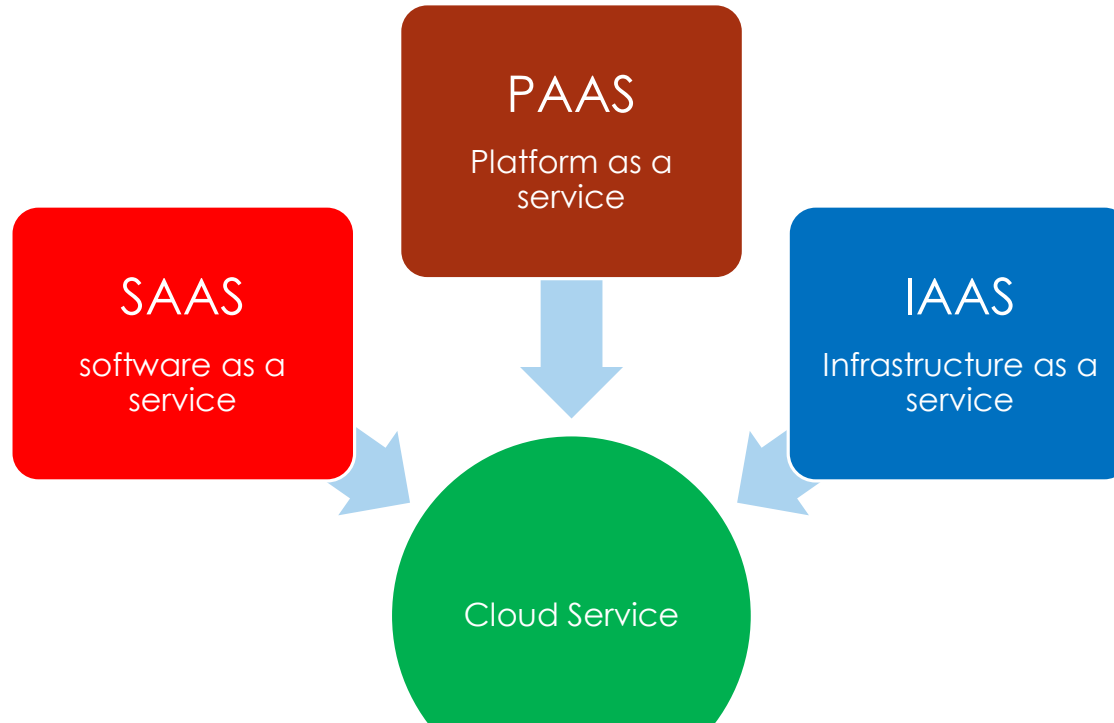 PAAS
Platform as a
service
SAAS
software as a
service
IAAS
Infrastructure as a
service
Cloud Service